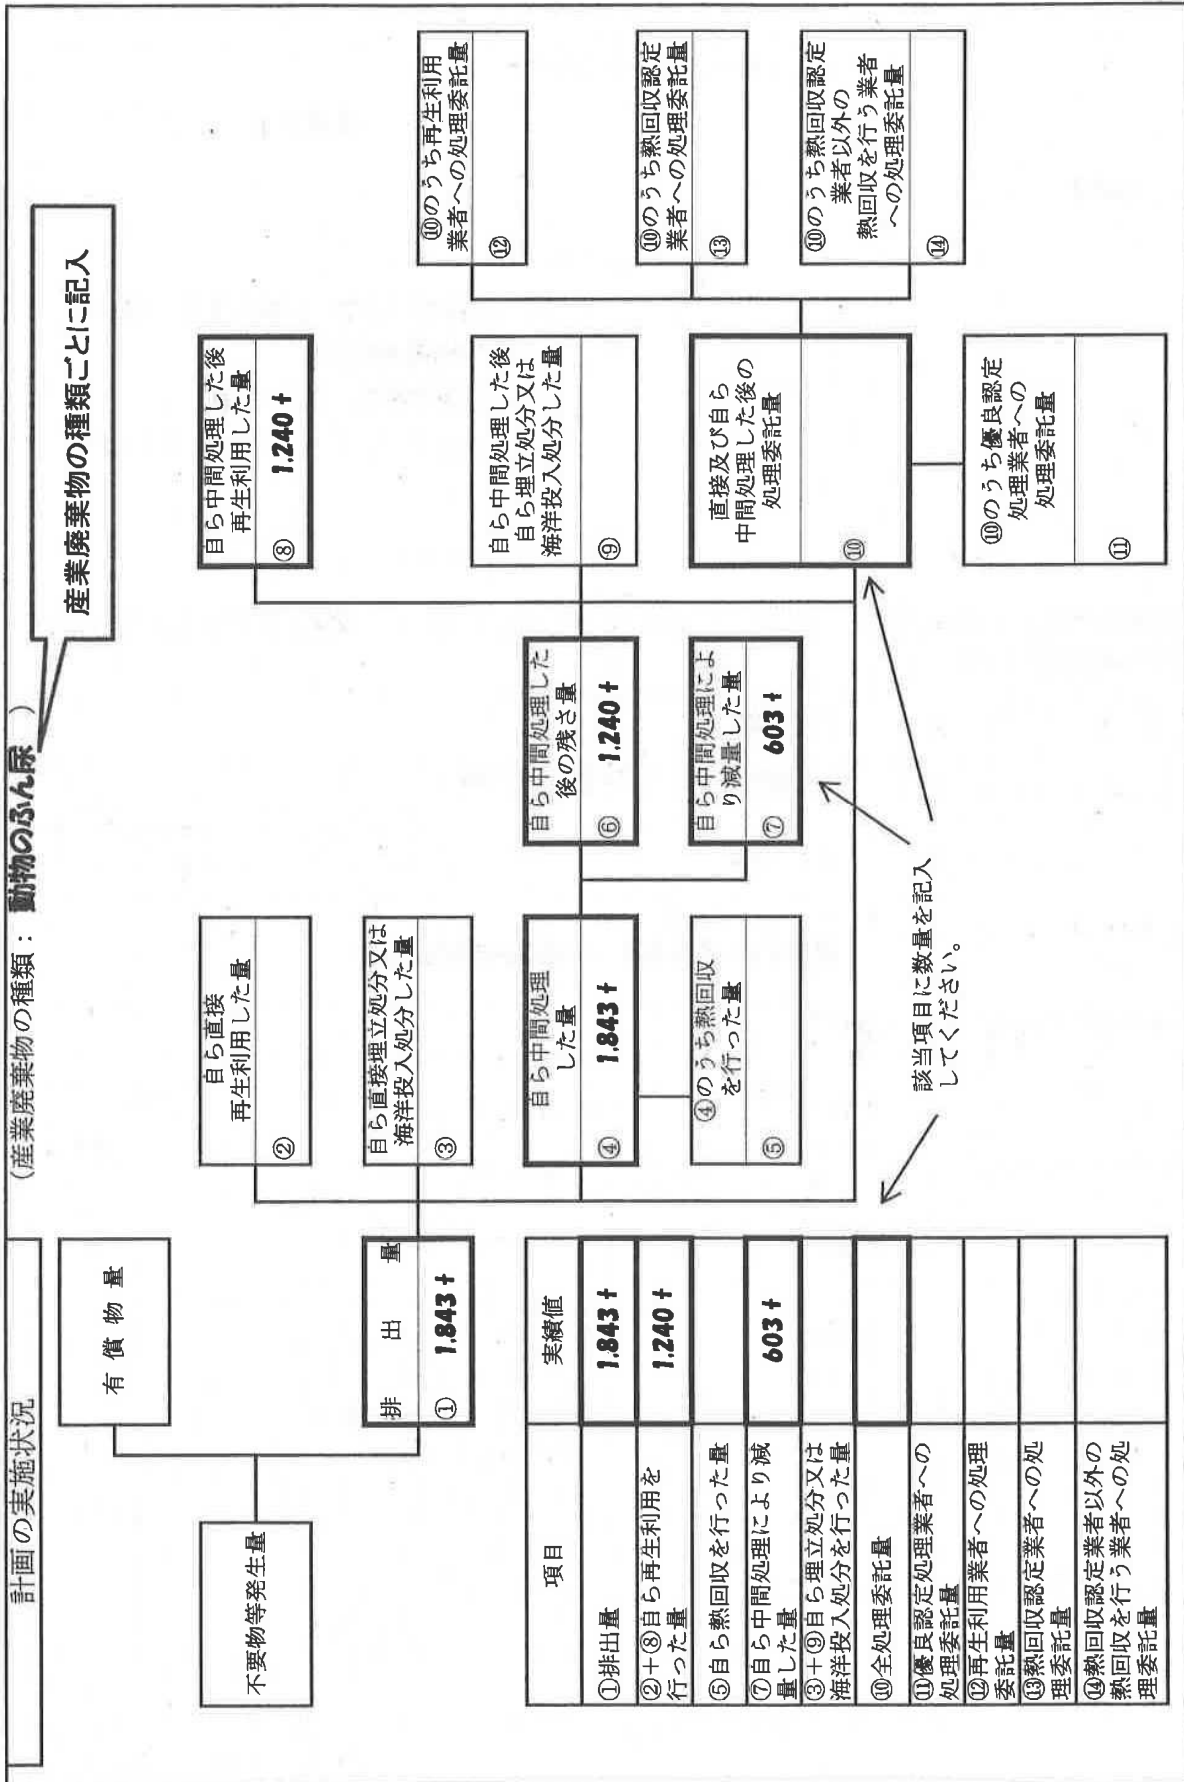 計画の実施状況
(産業廃棄物の種類： 動物のふん尿 )
産業廃棄物の種類ごとに記入
不要物等発生量
有償物量
排出量
① 1.843t
自ら直接
再生利用した量
②
自ら直接埋立処分又は
海洋投入処分した量
③
自ら中間処理
した量
④ 1.843t
④のうち熱回収
を行った量
⑤
自ら中間処理した
後の残さ量
⑥ 1.240t
自ら中間処理によ
り減量した量
⑦ 603t
自ら中間処理した後
再生利用した量
⑧ 1.240t
自ら中間処理した後
自ら埋立処分又は
海洋投入処分した量
⑨
直接及び自ら
中間処理した後の
処理委託量
⑩
⑩のうち優良認定
処理業者への
処理委託量
⑪
⑩のうち再生利用
業者への処理委託量
⑫
⑩のうち熱回収認定
業者への処理委託量
⑬
⑩のうち熱回収認定
業者以外の
熱回収を行う業者
への処理委託量
⑭
該当項目に数量を記入
してください。
項目 実績値
①排出量 1.843t
②＋⑧自ら再生利用を
行った量 1.240t
⑤自ら熱回収を行った量
⑦自ら中間処理により減
量した量 603t
③＋⑨自ら埋立処分又は
海洋投入処分を行った量
⑩全処理委託量
⑪優良認定処理業者への
処理委託量
⑫再生利用業者への処理
委託量
⑬熱回収認定業者への処
理委託量
⑭熱回収認定業者以外の
熱回収を行う業者への処
理委託量